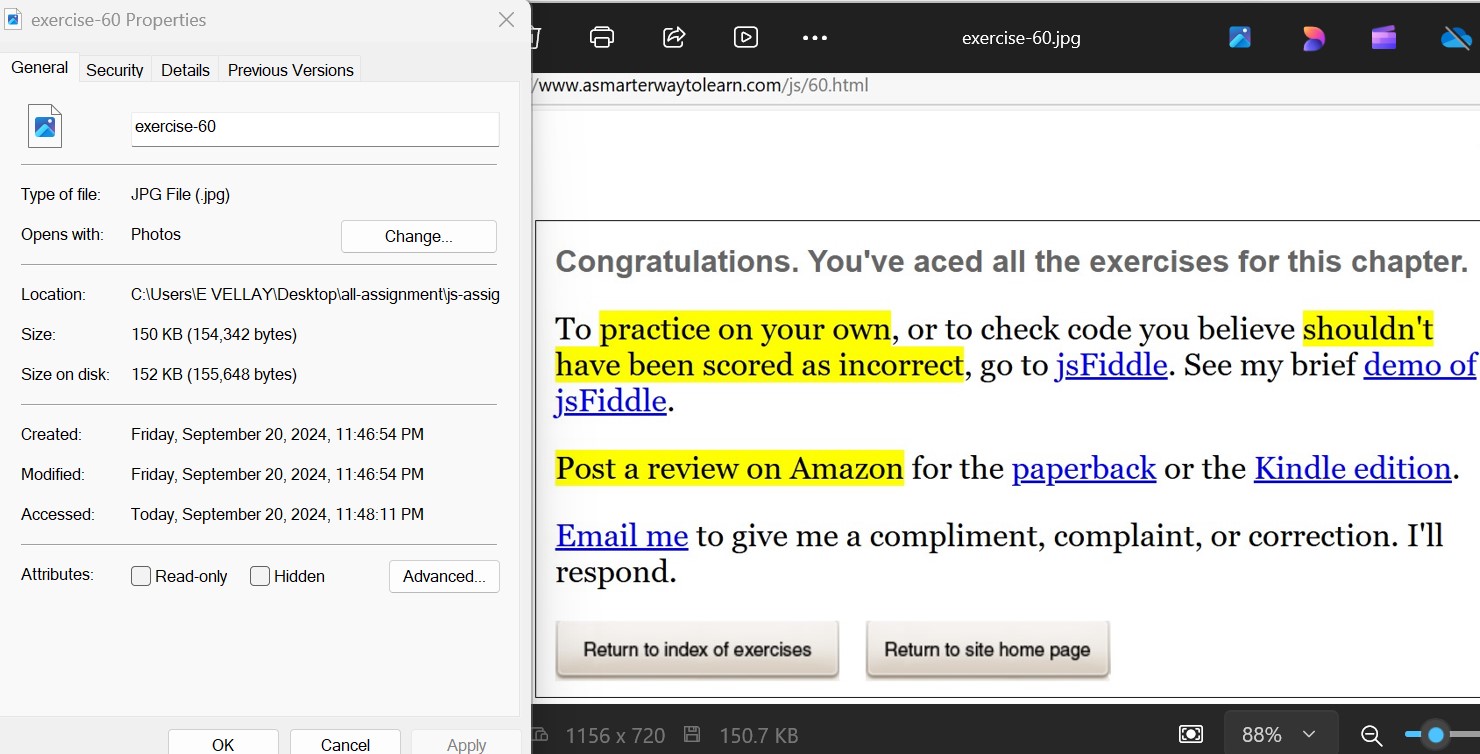 exercise-60 Properties
General Security Details Previous Versions
exercise-60
Type of file: JPG File (.jpg)
Opens with: Photos
Change...
Location: C:\Users\E VELLAY\Desktop\all-assignment\js-assig
Size: 150 KB (154,342 bytes)
Size on disk: 152 KB (155,648 bytes)
Created: Friday, September 20, 2024, 11:46:54 PM
Modified: Friday, September 20, 2024, 11:46:54 PM
Accessed: Today, September 20, 2024, 11:48:11 PM
Attributes: Read-only Hidden Advanced...
OK Cancel Apply
exercise-60.jpg
/www.asmarterwaytolearn.com/js/60.html
Congratulations. You've aced all the exercises for this chapter.
To practice on your own, or to check code you believe shouldn't
have been scored as incorrect, go to jsFiddle. See my brief demo of
jsFiddle.
Post a review on Amazon for the paperback or the Kindle edition.
Email me to give me a compliment, complaint, or correction. I'll
respond.
Return to index of exercises Return to site home page
1156 x 720 150.7 KB 88%